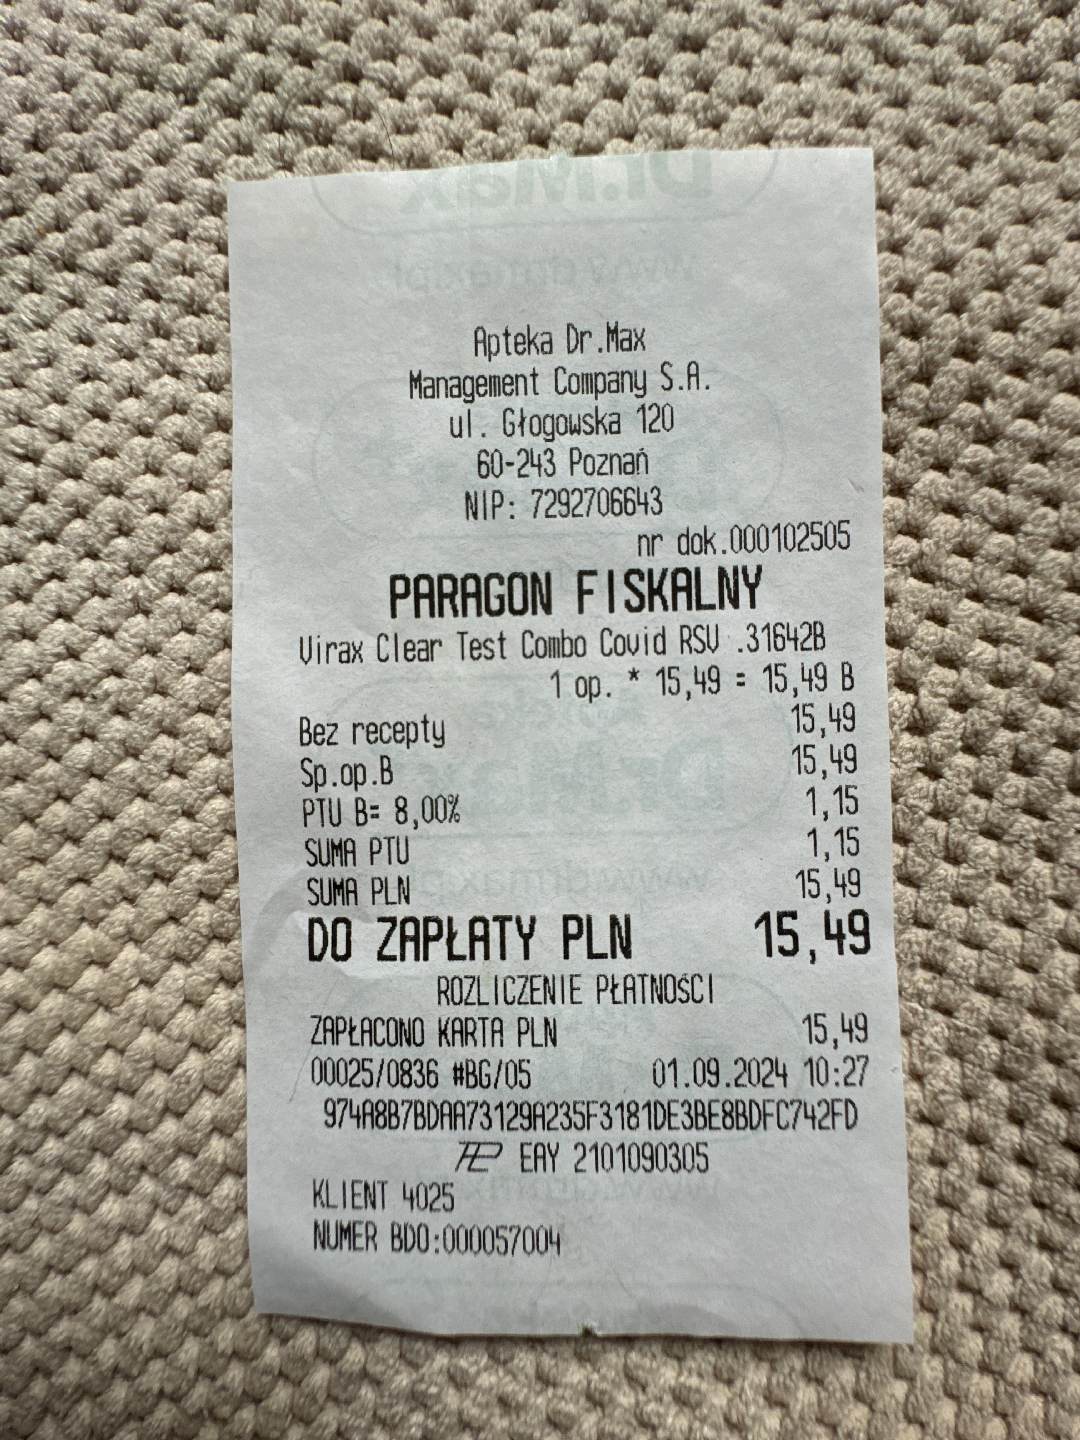 Apteka Dr.Max
Management Company S.A.
ul. Głogowska 120
60-243 Poznań
NIP: 7292706643
nr dok.000102505
PARAGON FISKALNY
Virax Clear Test Combo Covid RSV .31642B
1 op. * 15,49 = 15,49 B
Bez recepty 15,49
Sp.op.B 15,49
PTU B= 8,00% 1,15
SUMA PTU 1,15
SUMA PLN 15,49
DO ZAPŁATY PLN 15,49
ROZLICZENIE PŁATNOŚCI
ZAPŁACONO KARTA PLN 15,49
00025/0836 #BG/05 01.09.2024 10:27
974A8B7BDAA73129A235F3181DE3BE8BDFC742FD
EAY 2101090305
KLIENT 4025
NUMER BDO:000057004